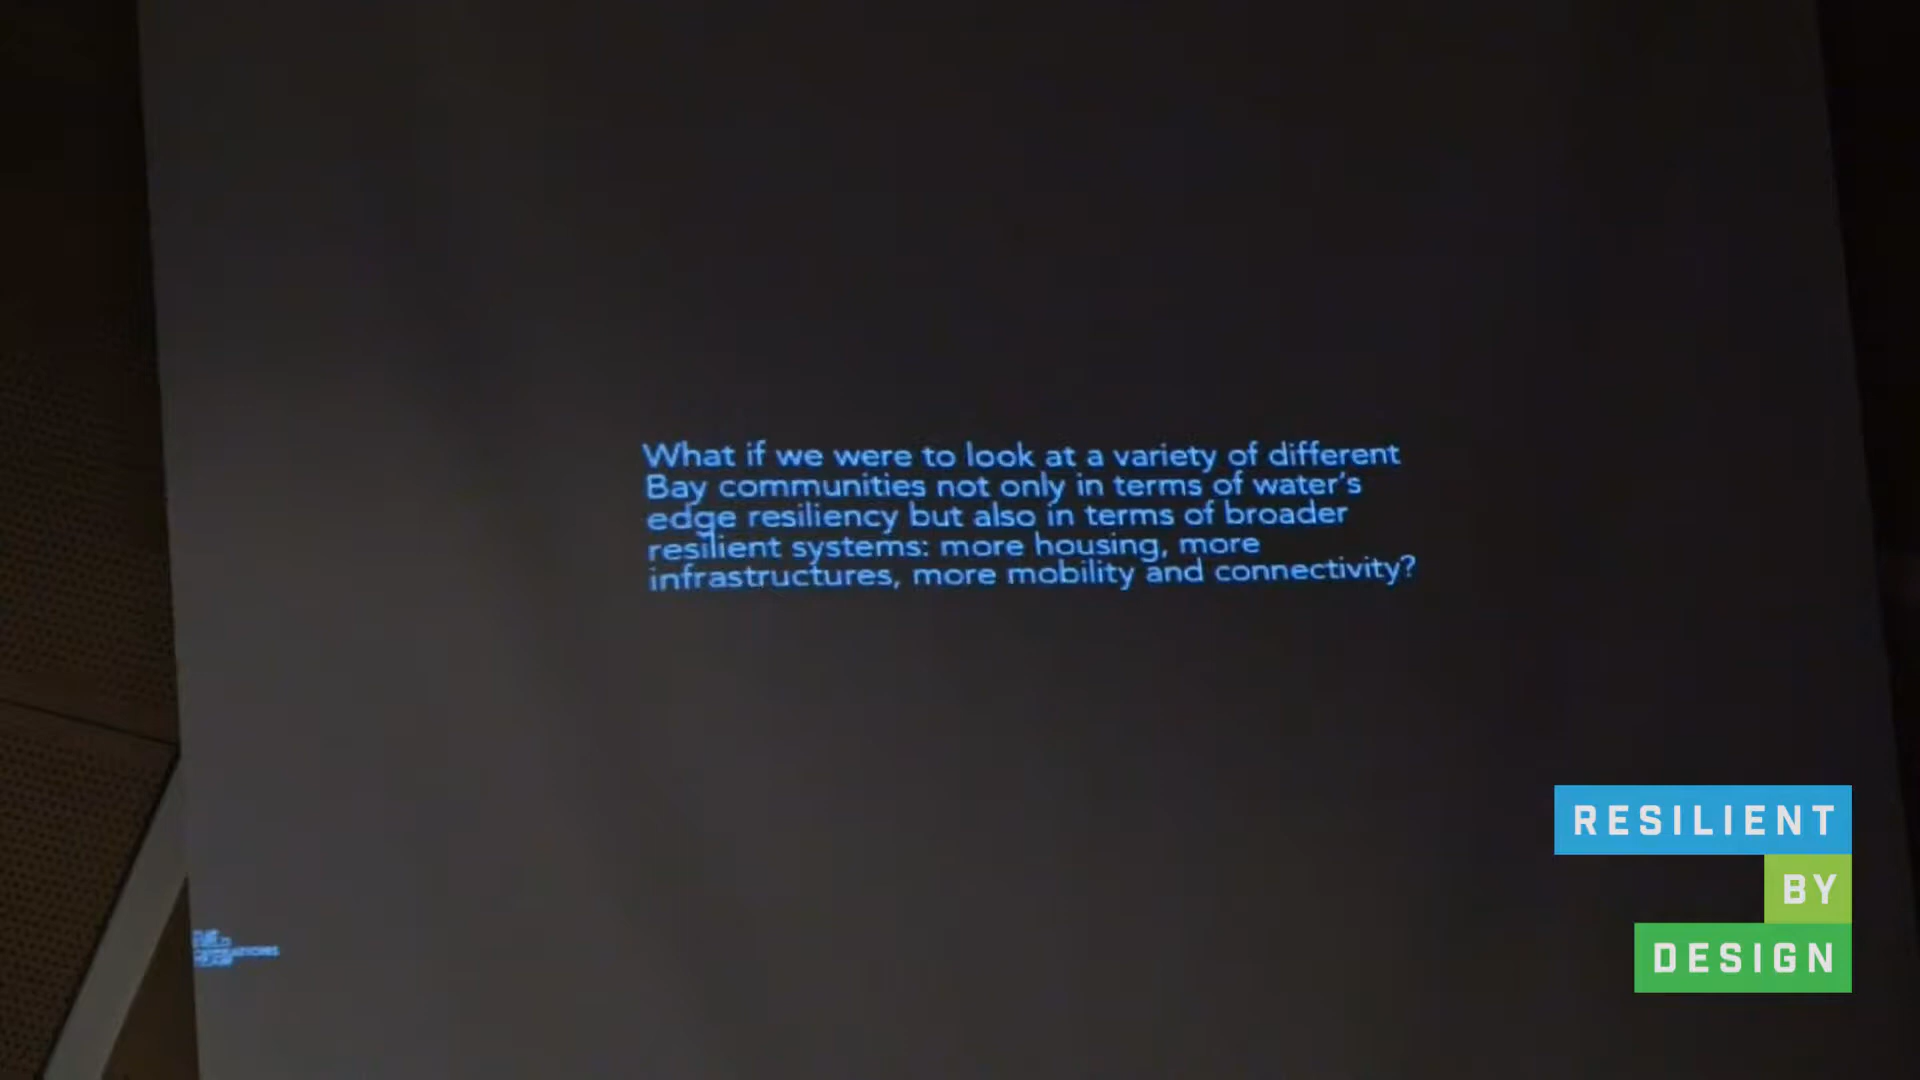 What if we were to look at a variety of different
Bay communities not only in terms of water's
edge resiliency but also in terms of broader
resilient systems: more housing, more
infrastructures, more mobility and connectivity?
RESILIENT
BY
DESIGN